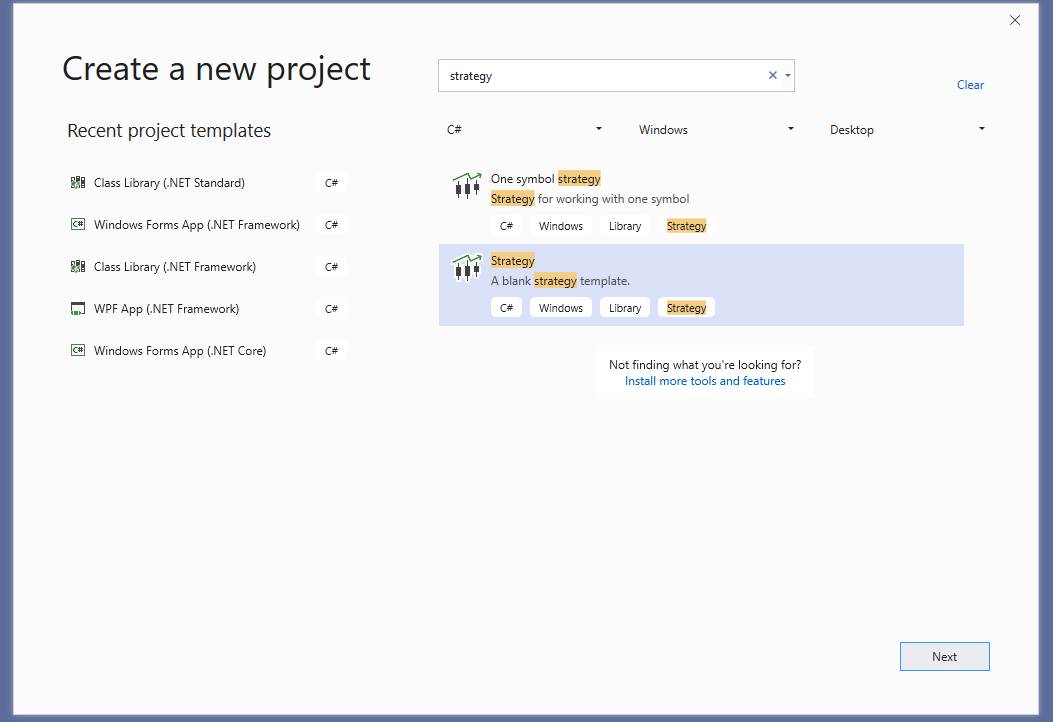 Create a new project
strategy
Clear
Recent project templates
C#
Windows
Desktop
Class Library (.NET Standard) C#
Windows Forms App (.NET Framework) C#
Class Library (.NET Framework) C#
WPF App (.NET Framework) C#
Windows Forms App (.NET Core) C#
One symbol strategy
Strategy for working with one symbol
C# Windows Library Strategy
Strategy
A blank strategy template.
C# Windows Library Strategy
Not finding what you're looking for?
Install more tools and features
Next